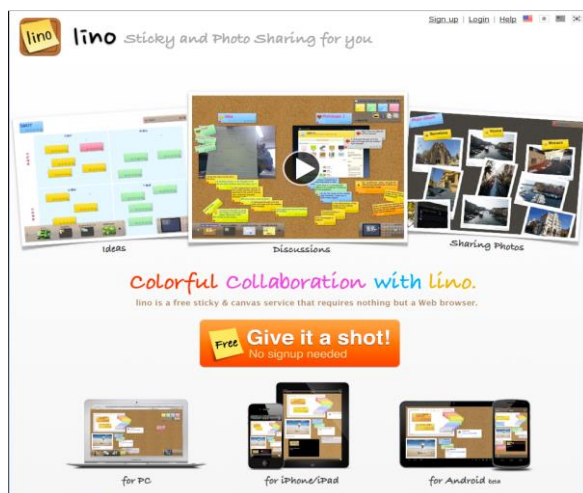 Sign up | Login | Help
lino
lino Sticky and Photo Sharing for you
Ideas
Discussions
Sharing Photos
Colorful Collaboration with lino.
lino is a free sticky & canvas service that requires nothing but a Web browser.
Free
Give it a shot!
No signup needed
for PC
for iPhone/iPad
for Android beta